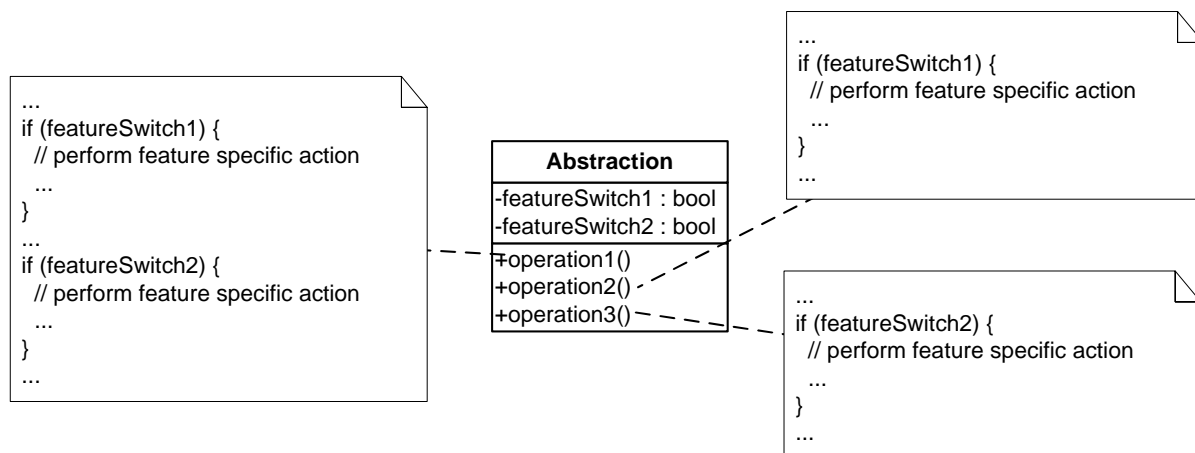 ...
if (featureSwitch1) {
// perform feature specific action
...
}
...
if (featureSwitch2) {
// perform feature specific action
...
}
...
Abstraction
-featureSwitch1 : bool
-featureSwitch2 : bool
+operation1()
+operation2()
+operation3()
...
if (featureSwitch1) {
// perform feature specific action
...
}
...
...
if (featureSwitch2) {
// perform feature specific action
...
}
...